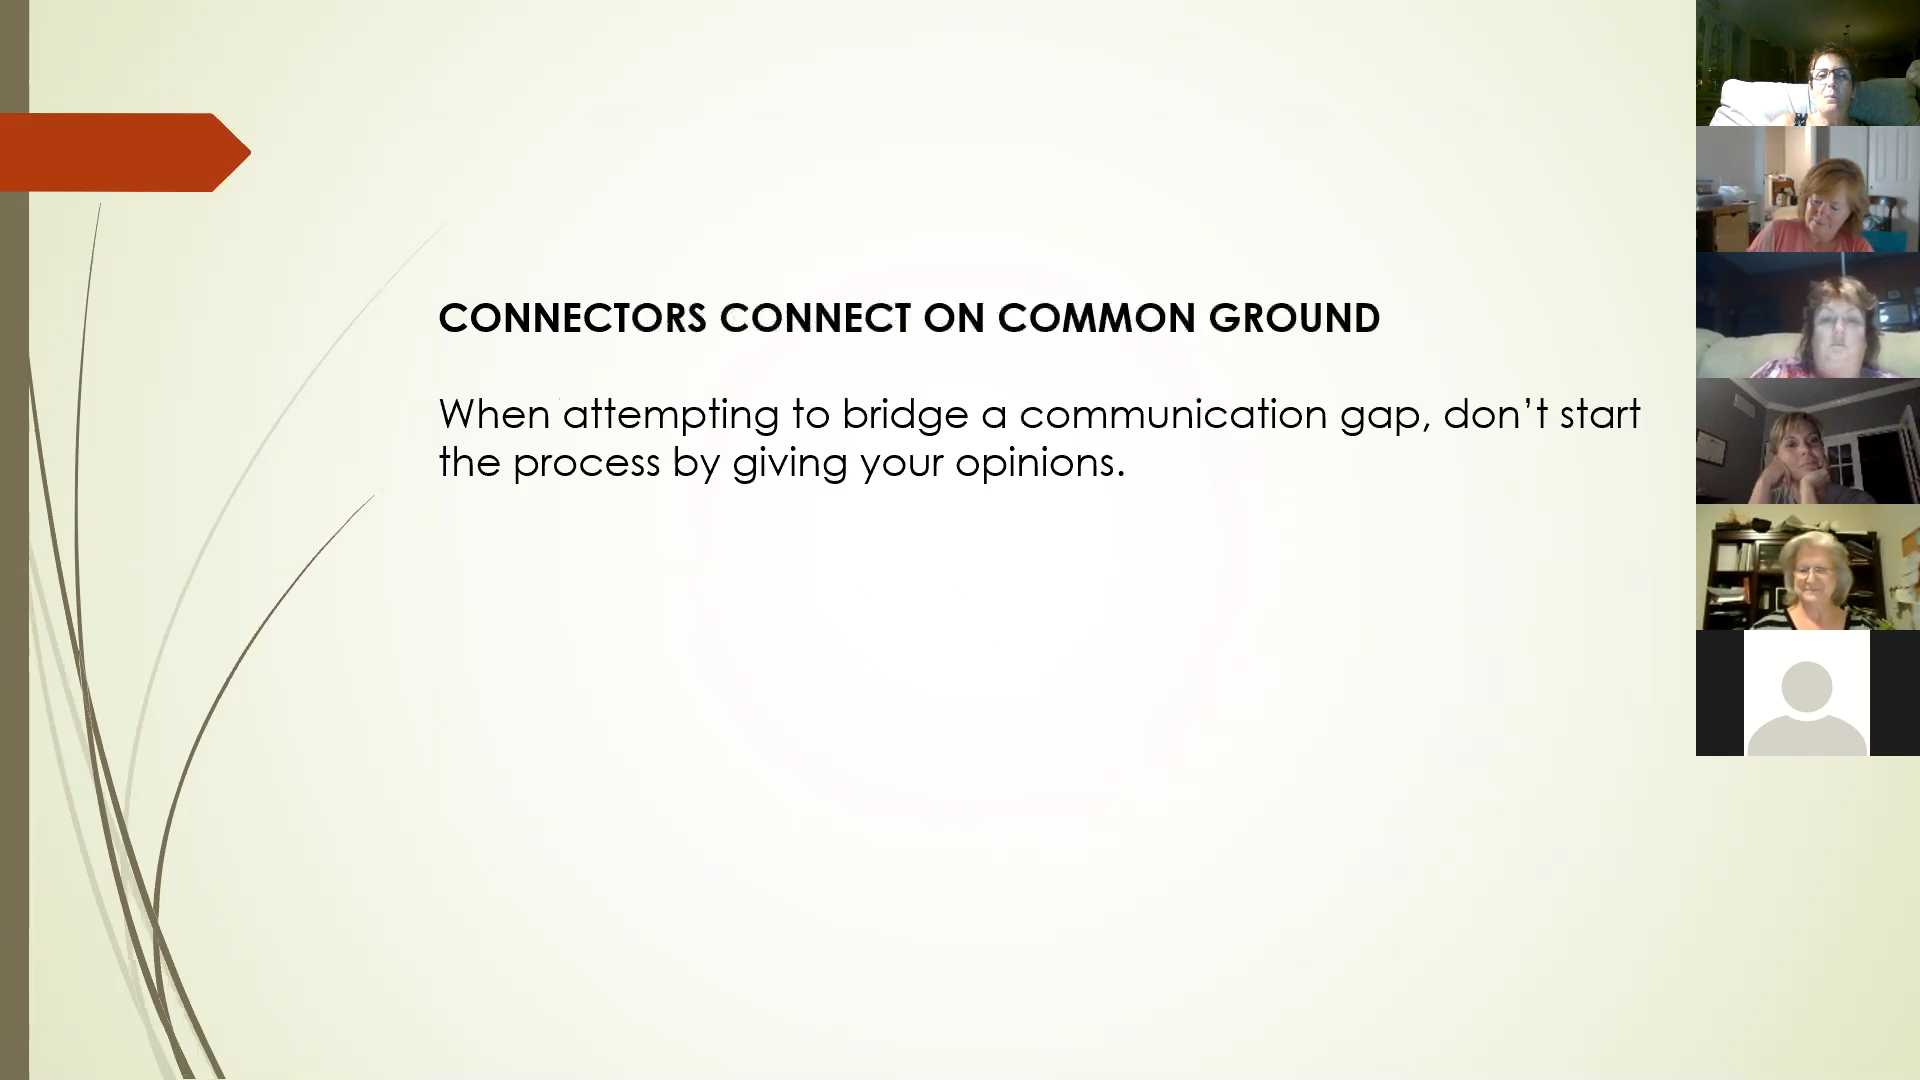 CONNECTORS CONNECT ON COMMON GROUND
When attempting to bridge a communication gap, don’t start
the process by giving your opinions.